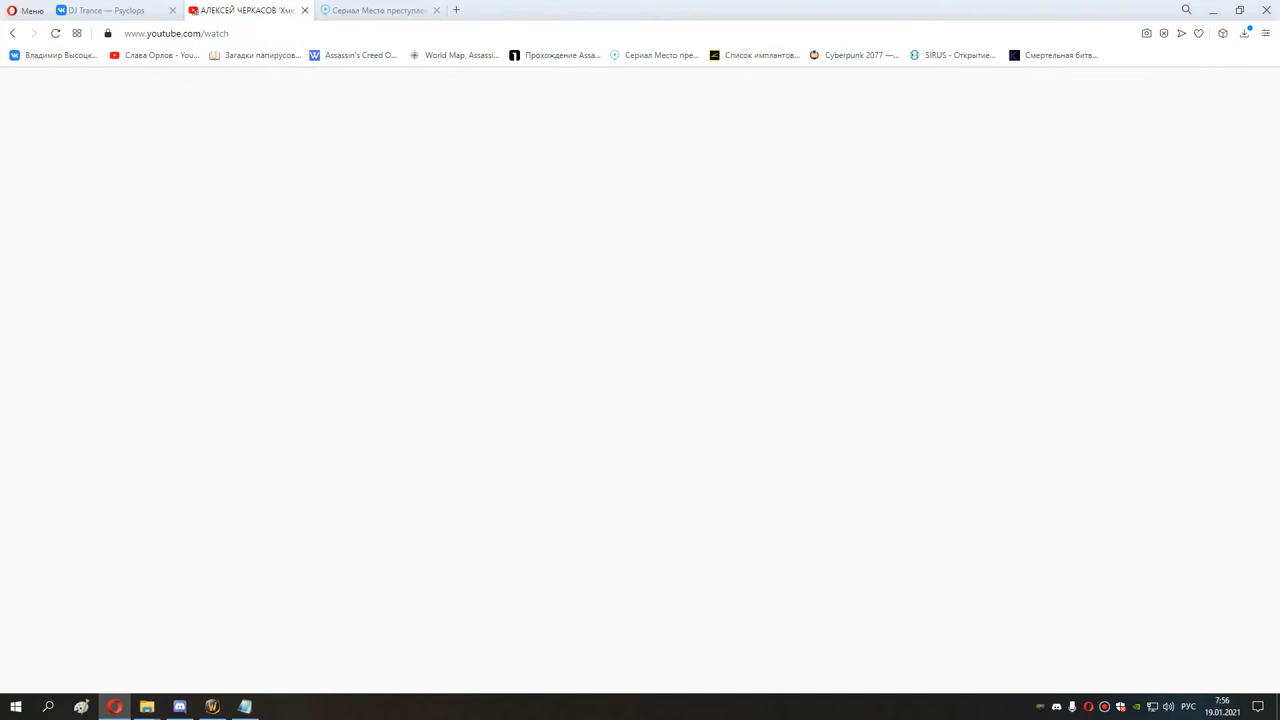 Меню
DJ Trance — Psyclops
АЛЕКСЕЙ ЧЕРКАСОВ 'Хме
Сериал Место преступлен
www.youtube.com/watch
Владимир Высоцк...
Слава Орлов - You...
Загадки папирусов...
Assassin's Creed O...
World Map, Assassi...
Прохождение Assa...
Сериал Место пре...
Список имплантов...
Cyberpunk 2077 —...
SIRUS - Открытие...
Смертельная битв...
РУС
7:56
19.01.2021